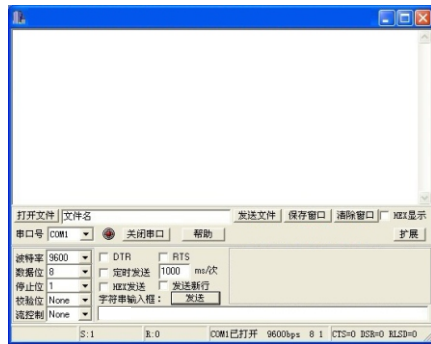 打开文件 文件名 发送文件 保存窗口 清除窗口 HEX显示
串口号 COM1 关闭串口 帮助 扩展
波特率 9600 DTR RTS
数据位 8 定时发送 1000 ms/次
停止位 1 HEX发送 发送新行
校验位 None 字符串输入框： 发送
流控制 None
S:1 R:0 COM1已打开 9600bps 8 1 CTS=0 DSR=0 RLSD=0